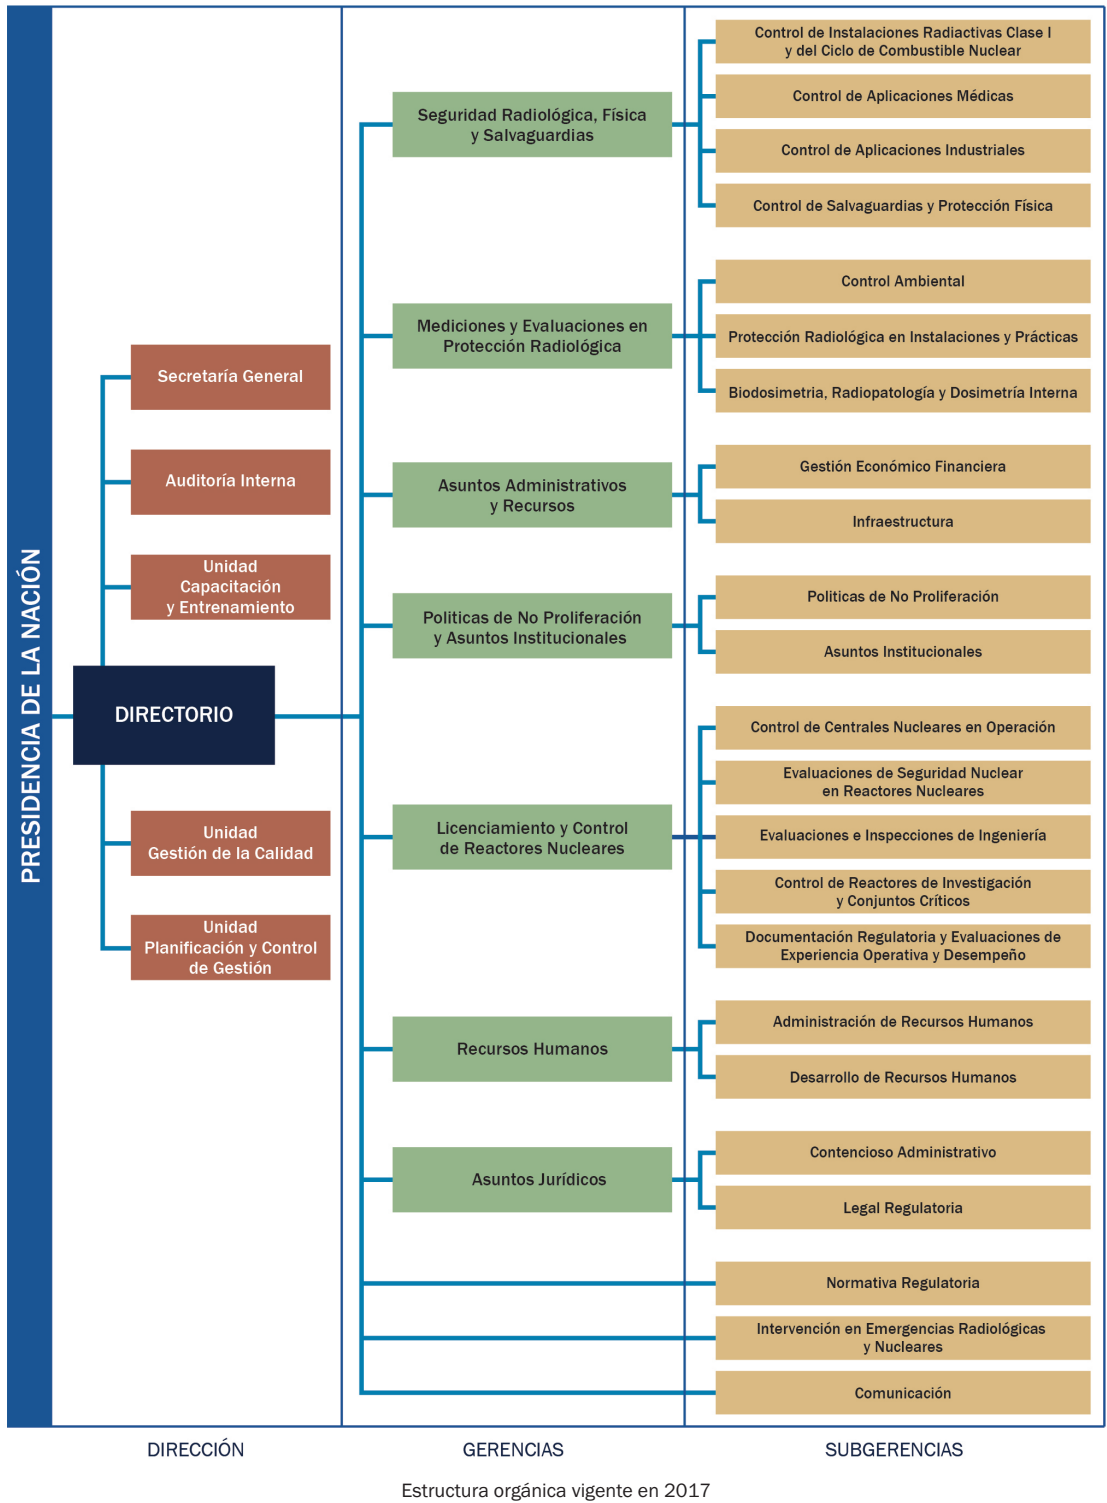 PRESIDENCIA DE LA NACIÓN
Secretaría General
Auditoría Interna
Unidad
Capacitación
y Entrenamiento
DIRECTORIO
Unidad
Gestión de la Calidad
Unidad
Planificación y Control
de Gestión
Seguridad Radiológica, Física
y Salvaguardias
Control de Instalaciones Radiactivas Clase I
y del Ciclo de Combustible Nuclear
Control de Aplicaciones Médicas
Control de Aplicaciones Industriales
Control de Salvaguardias y Protección Física
Mediciones y Evaluaciones en
Protección Radiológica
Control Ambiental
Protección Radiológica en Instalaciones y Prácticas
Biodosimetria, Radiopatología y Dosimetría Interna
Asuntos Administrativos
y Recursos
Gestión Económico Financiera
Infraestructura
Politicas de No Proliferación
y Asuntos Institucionales
Politicas de No Proliferación
Asuntos Institucionales
Licenciamiento y Control
de Reactores Nucleares
Control de Centrales Nucleares en Operación
Evaluaciones de Seguridad Nuclear
en Reactores Nucleares
Evaluaciones e Inspecciones de Ingeniería
Control de Reactores de Investigación
y Conjuntos Críticos
Documentación Regulatoria y Evaluaciones de
Experiencia Operativa y Desempeño
Recursos Humanos
Administración de Recursos Humanos
Desarrollo de Recursos Humanos
Asuntos Jurídicos
Contencioso Administrativo
Legal Regulatoria
Normativa Regulatoria
Intervención en Emergencias Radiológicas
y Nucleares
Comunicación
DIRECCIÓN
GERENCIAS
SUBGERENCIAS
Estructura orgánica vigente en 2017